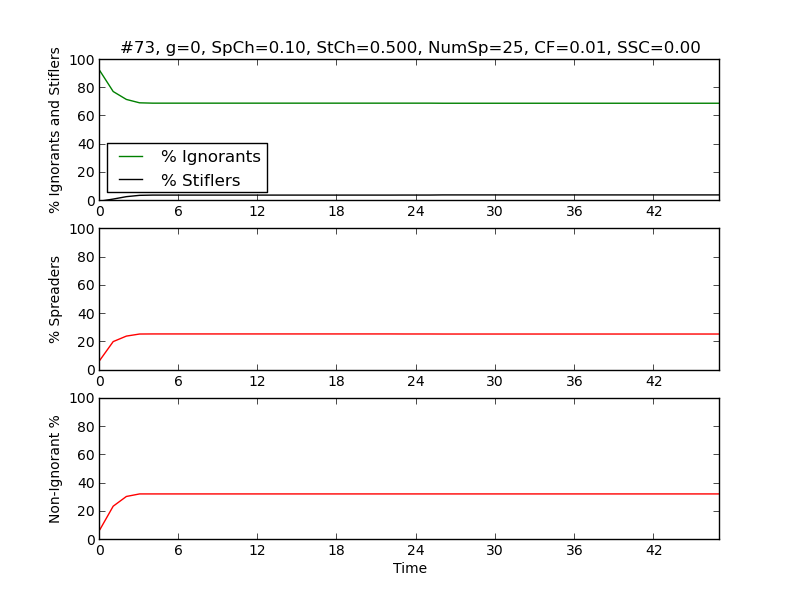 #73, g=0, SpCh=0.10, StCh=0.500, NumSp=25, CF=0.01, SSC=0.00
% Ignorants and Stiflers
100
80
60
40
20
0
% Ignorants
% Stiflers
0 6 12 18 24 30 36 42
% Spreaders
100
80
60
40
20
0
0 6 12 18 24 30 36 42
Non-Ignorant %
100
80
60
40
20
0
0 6 12 18 24 30 36 42
Time